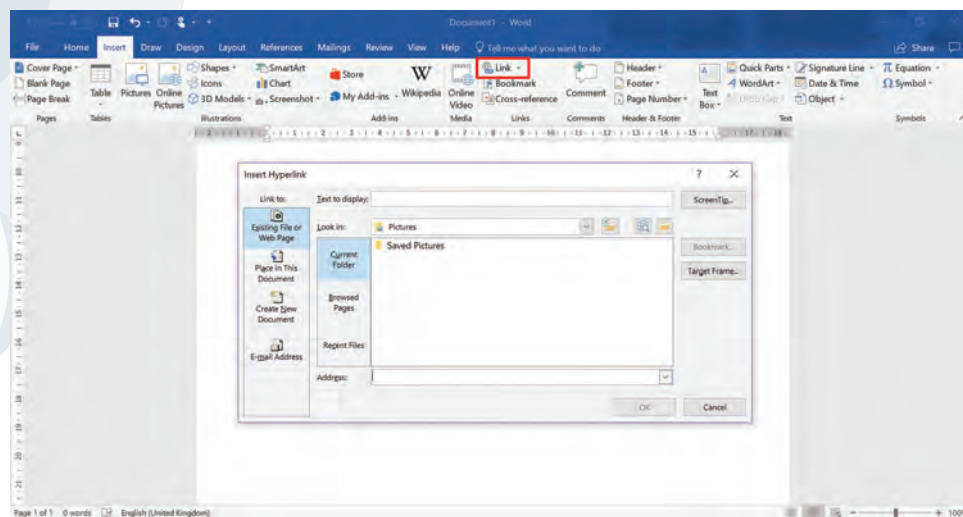 Document1 - Word
File Home Insert Draw Design Layout References Mailings Review View Help Tell me what you want to do Share
Cover Page
Blank Page
Page Break
Pages
Table
Tables
Pictures
Online Pictures
Shapes
Icons
3D Models
SmartArt
Chart
Screenshot
Illustrations
Store
My Add-ins
W
Wikipedia
Add-ins
Online Video
Media
Link
Bookmark
Cross-reference
Links
Comment
Comments
Header
Footer
Page Number
Header & Footer
Text Box
Quick Parts
WordArt
Signature Line
Date & Time
Object
Text
Equation
Symbol
Symbols
Insert Hyperlink ? X
Link to:
Text to display:
ScreenTip...
Existing File or
Web Page
Look in:
Pictures
Place in This
Document
Current
Folder
Saved Pictures
Bookmark...
Target Frame...
Create New
Document
Browsed
Pages
E-mail Address
Recent Files
Address:
OK
Cancel
Page 1 of 1 0 words English (United Kingdom)